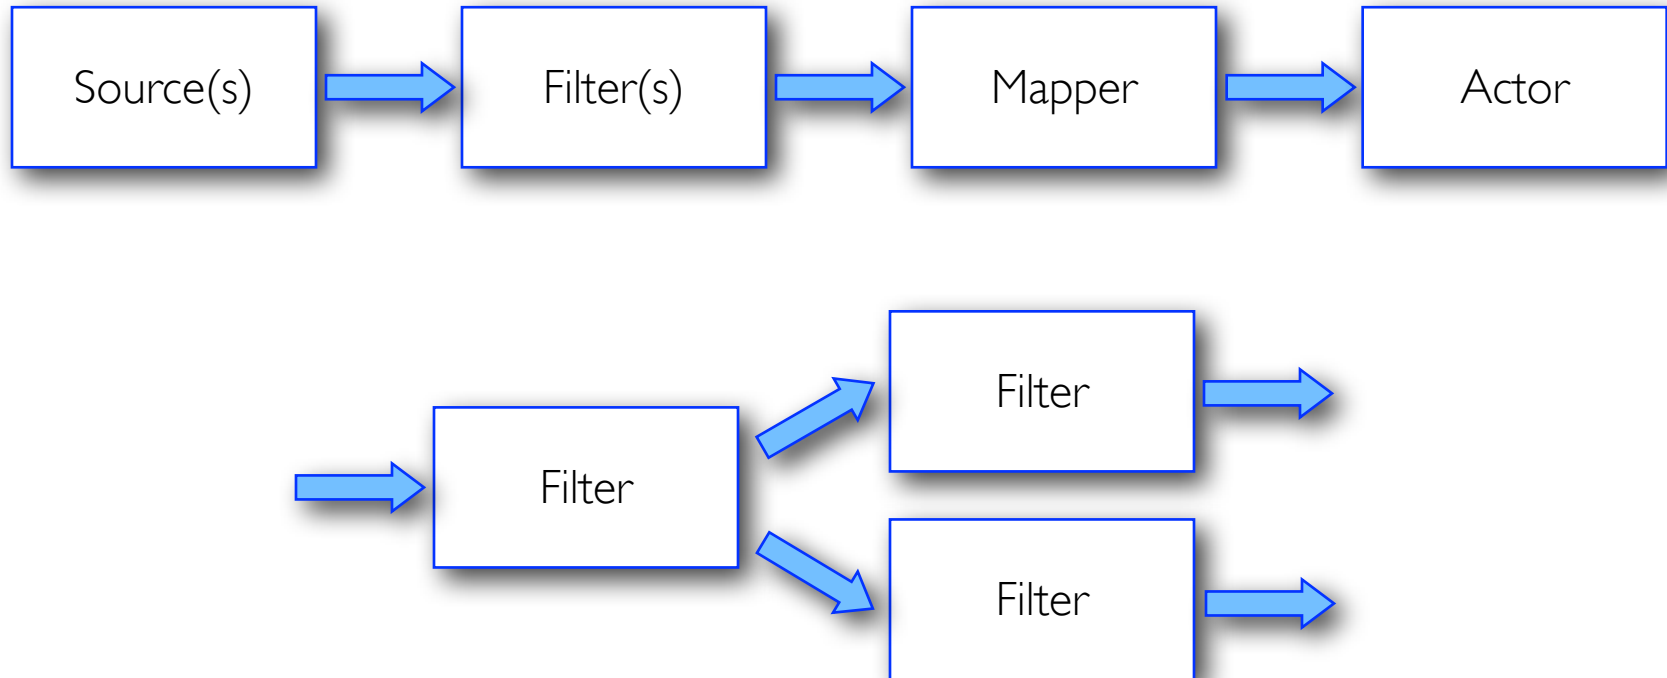 Source(s)
Filter(s)
Mapper
Actor
Filter
Filter
Filter